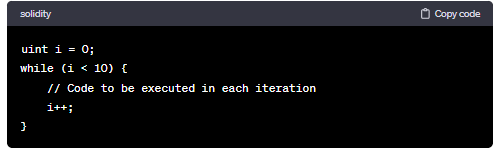 solidity
Copy code
uint i = 0;
while (i < 10) {
    // Code to be executed in each iteration
    i++;
}